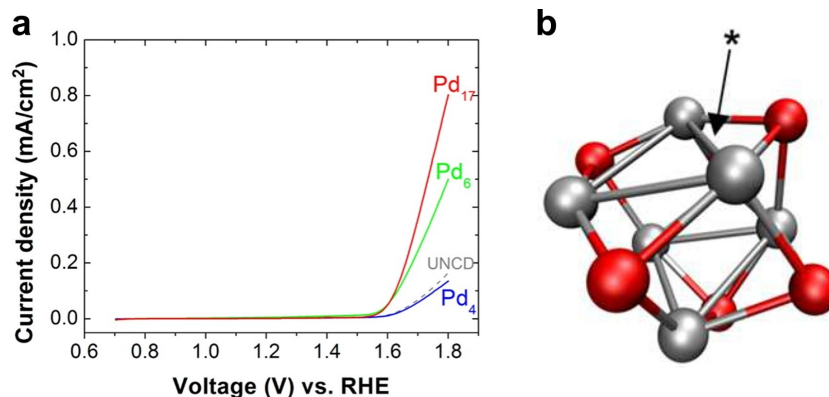 a
b
Current density (mA/cm²)
1.0
0.8
0.6
0.4
0.2
0.0
Pd₁₇
Pd₆
UNCD
Pd₄
0.6
0.8
1.0
1.2
1.4
1.6
1.8
Voltage (V) vs. RHE
*